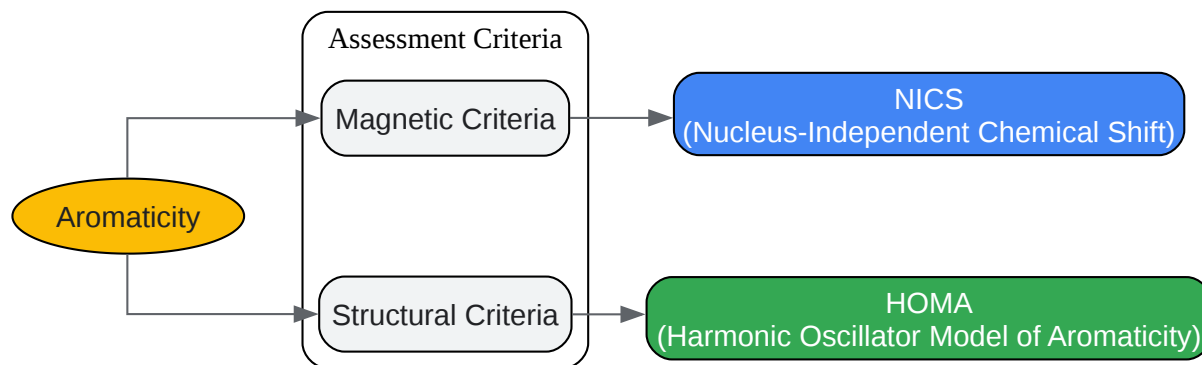 Assessment Criteria
Magnetic Criteria
NICS
(Nucleus-Independent Chemical Shift)
Aromaticity
Structural Criteria
HOMA
(Harmonic Oscillator Model of Aromaticity)